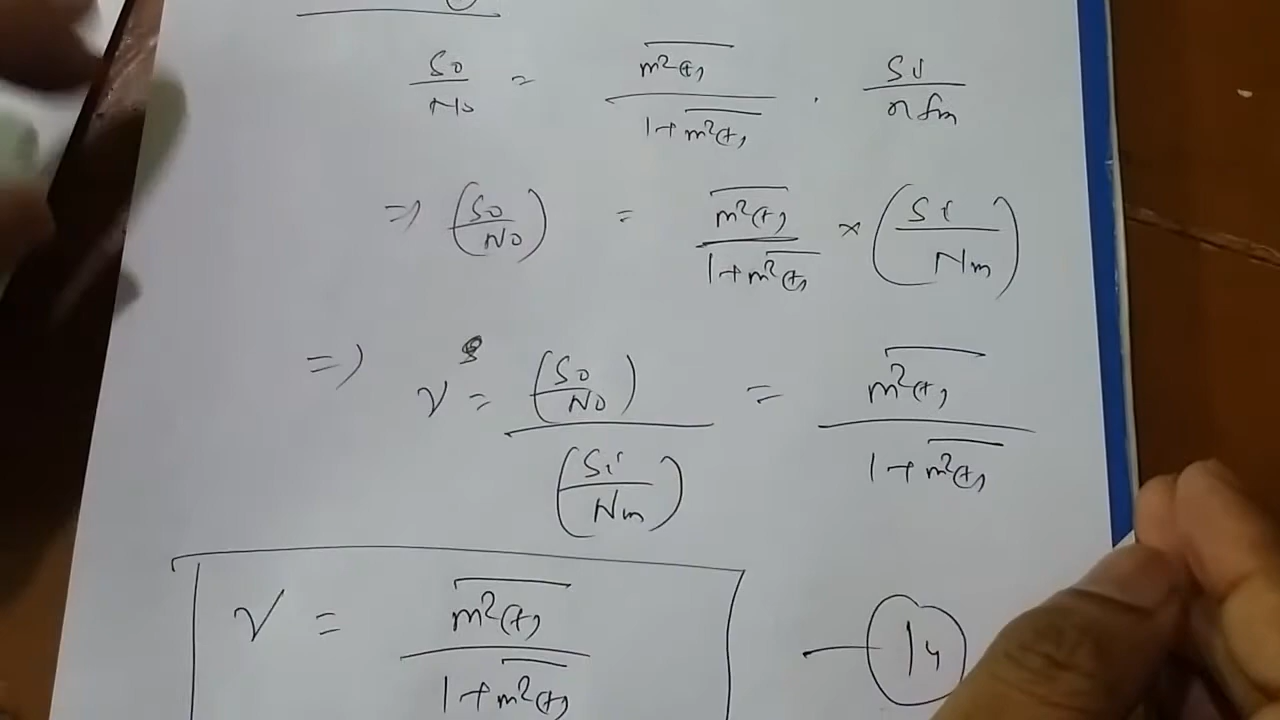 So/No = m²(t)‾ / 1+m²(t)‾ . Si/ηfm
=> (So/No) = m²(t)‾ / 1+m²(t)‾ × (Si/Nm)
=> γ = (So/No) / (Si/Nm) = m²(t)‾ / 1+m²(t)‾
γ = m²(t)‾ / 1+m²(t)‾ — 14